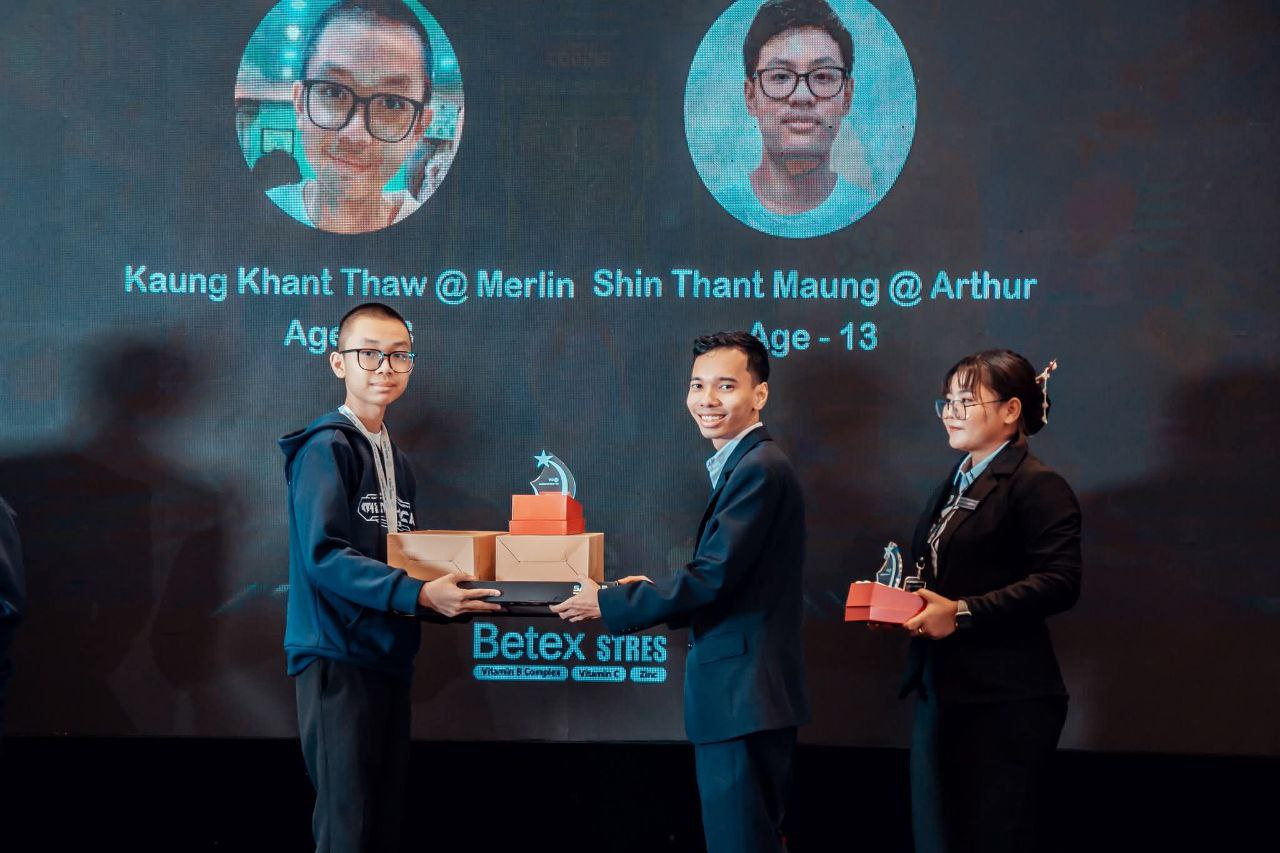 Kaung Khant Thaw @ Merlin
Shin Thant Maung @ Arthur
Age
Age - 13
Betex STRES
Vitamin B Complex Vitamin C Zinc